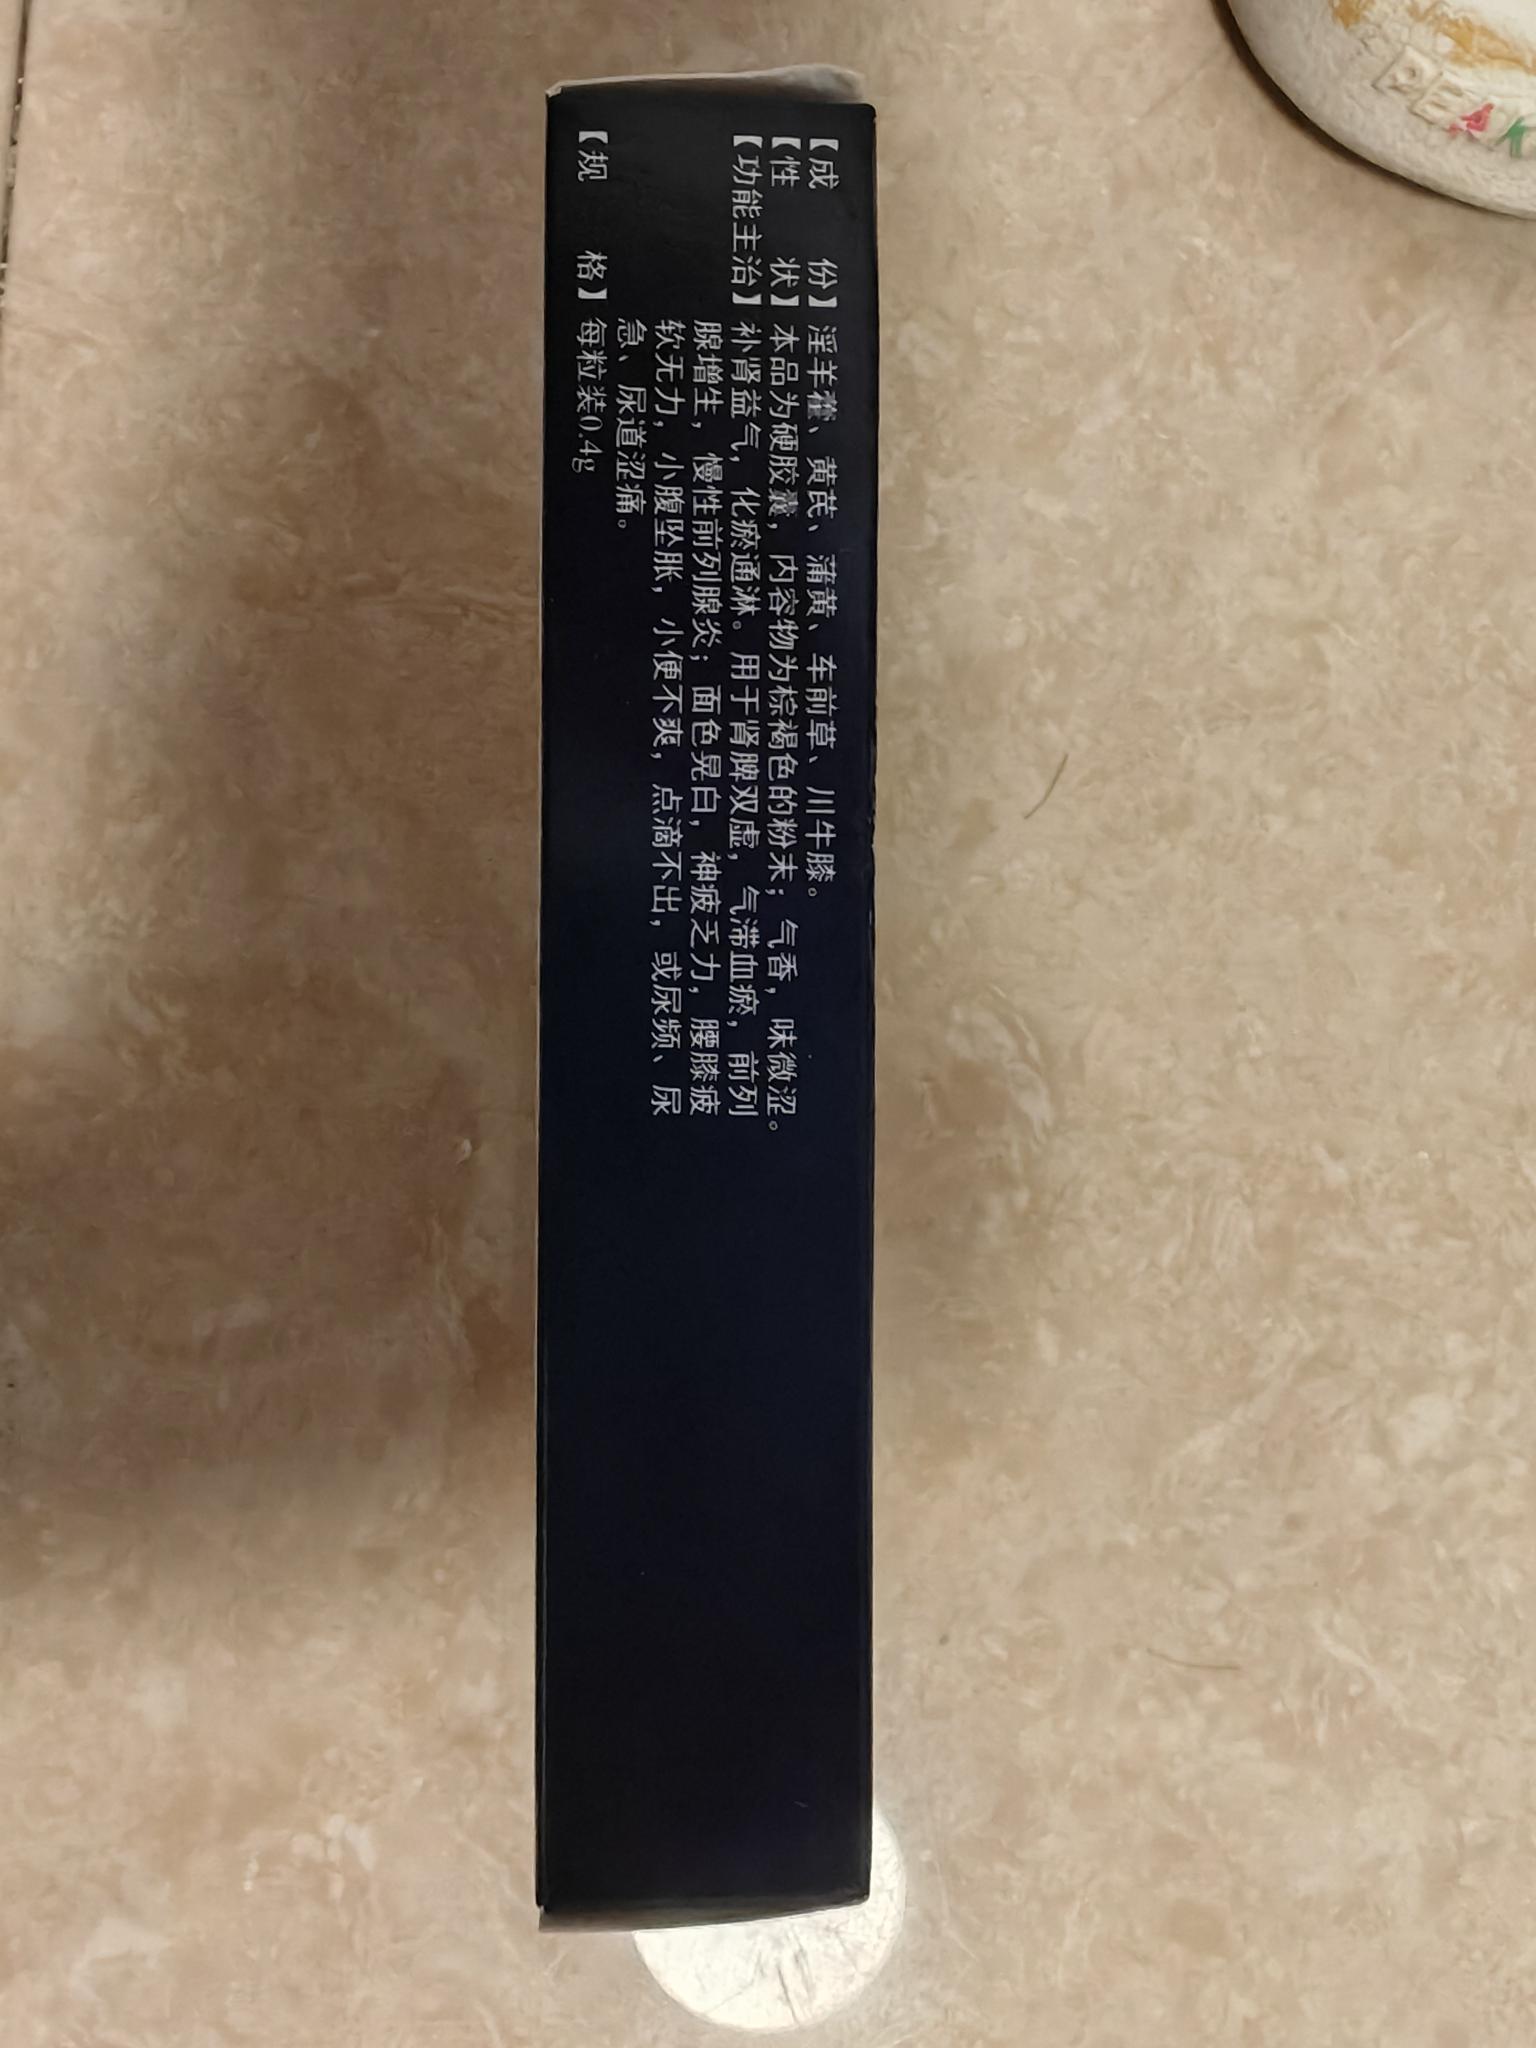 【成份】淫羊藿、黄芪、蒲黄、车前草、川牛膝。
【性状】本品为硬胶囊，内容物为棕褐色的粉末；气香，味微涩。
【功能主治】补肾益气，化瘀通淋。用于肾脾双虚，气滞血瘀，前列
腺增生，慢性前列腺炎；面色晃白，神疲乏力，腰膝疲
软无力，小腹坠胀，小便不爽，点滴不出，或尿频、尿
急、尿道涩痛。
【规格】每粒装0.4g